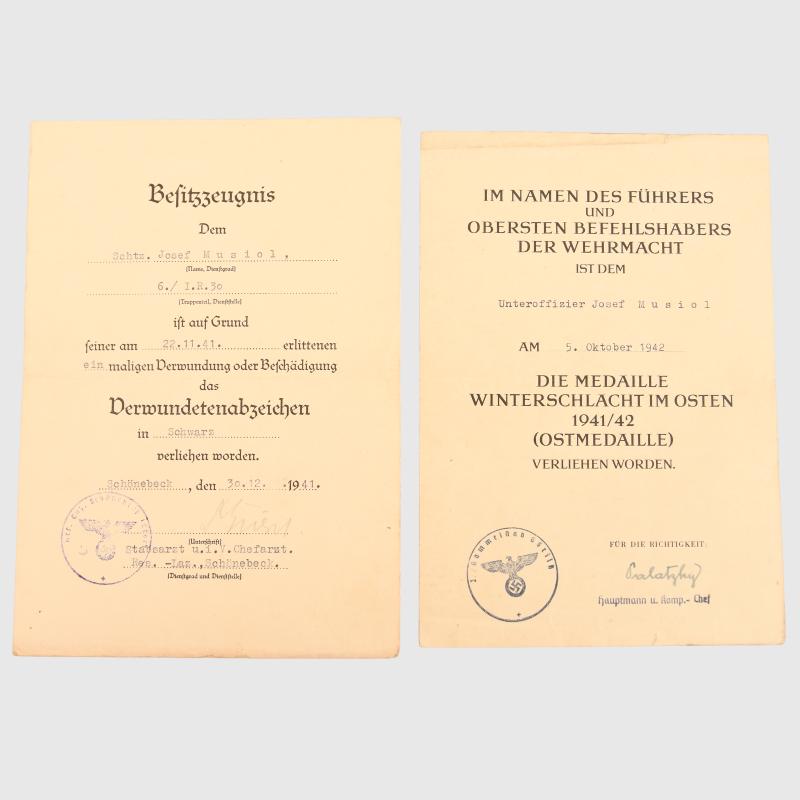 Besitzzeugnis
Dem
Schtz. Josef Musiol,
(Name, Dienstgrad)
6./ I.R.30
(Truppenteil, Dienststelle)
ist auf Grund
seiner am 22.11.41. erlittenen
ein maligen Verwundung oder Beschädigung
das
Verwundetenabzeichen
in Schwarz
verliehen worden.
Schönebeck, den 30.12. 1941.
(Unterschrift)
Stabsarzt u.i.V.Chefarzt.
Res. -Laz., Schönebeck.
(Dienstgrad und Dienststelle)
IM NAMEN DES FÜHRERS
UND
OBERSTEN BEFEHLSHABERS
DER WEHRMACHT
IST DEM
Unteroffizier Josef Musiol
AM 5. Oktober 1942
DIE MEDAILLE
WINTERSCHLACHT IM OSTEN
1941/42
(OSTMEDAILLE)
VERLIEHEN WORDEN.
FÜR DIE RICHTIGKEIT:
Palatzky
Hauptmann u. Komp.- Chef